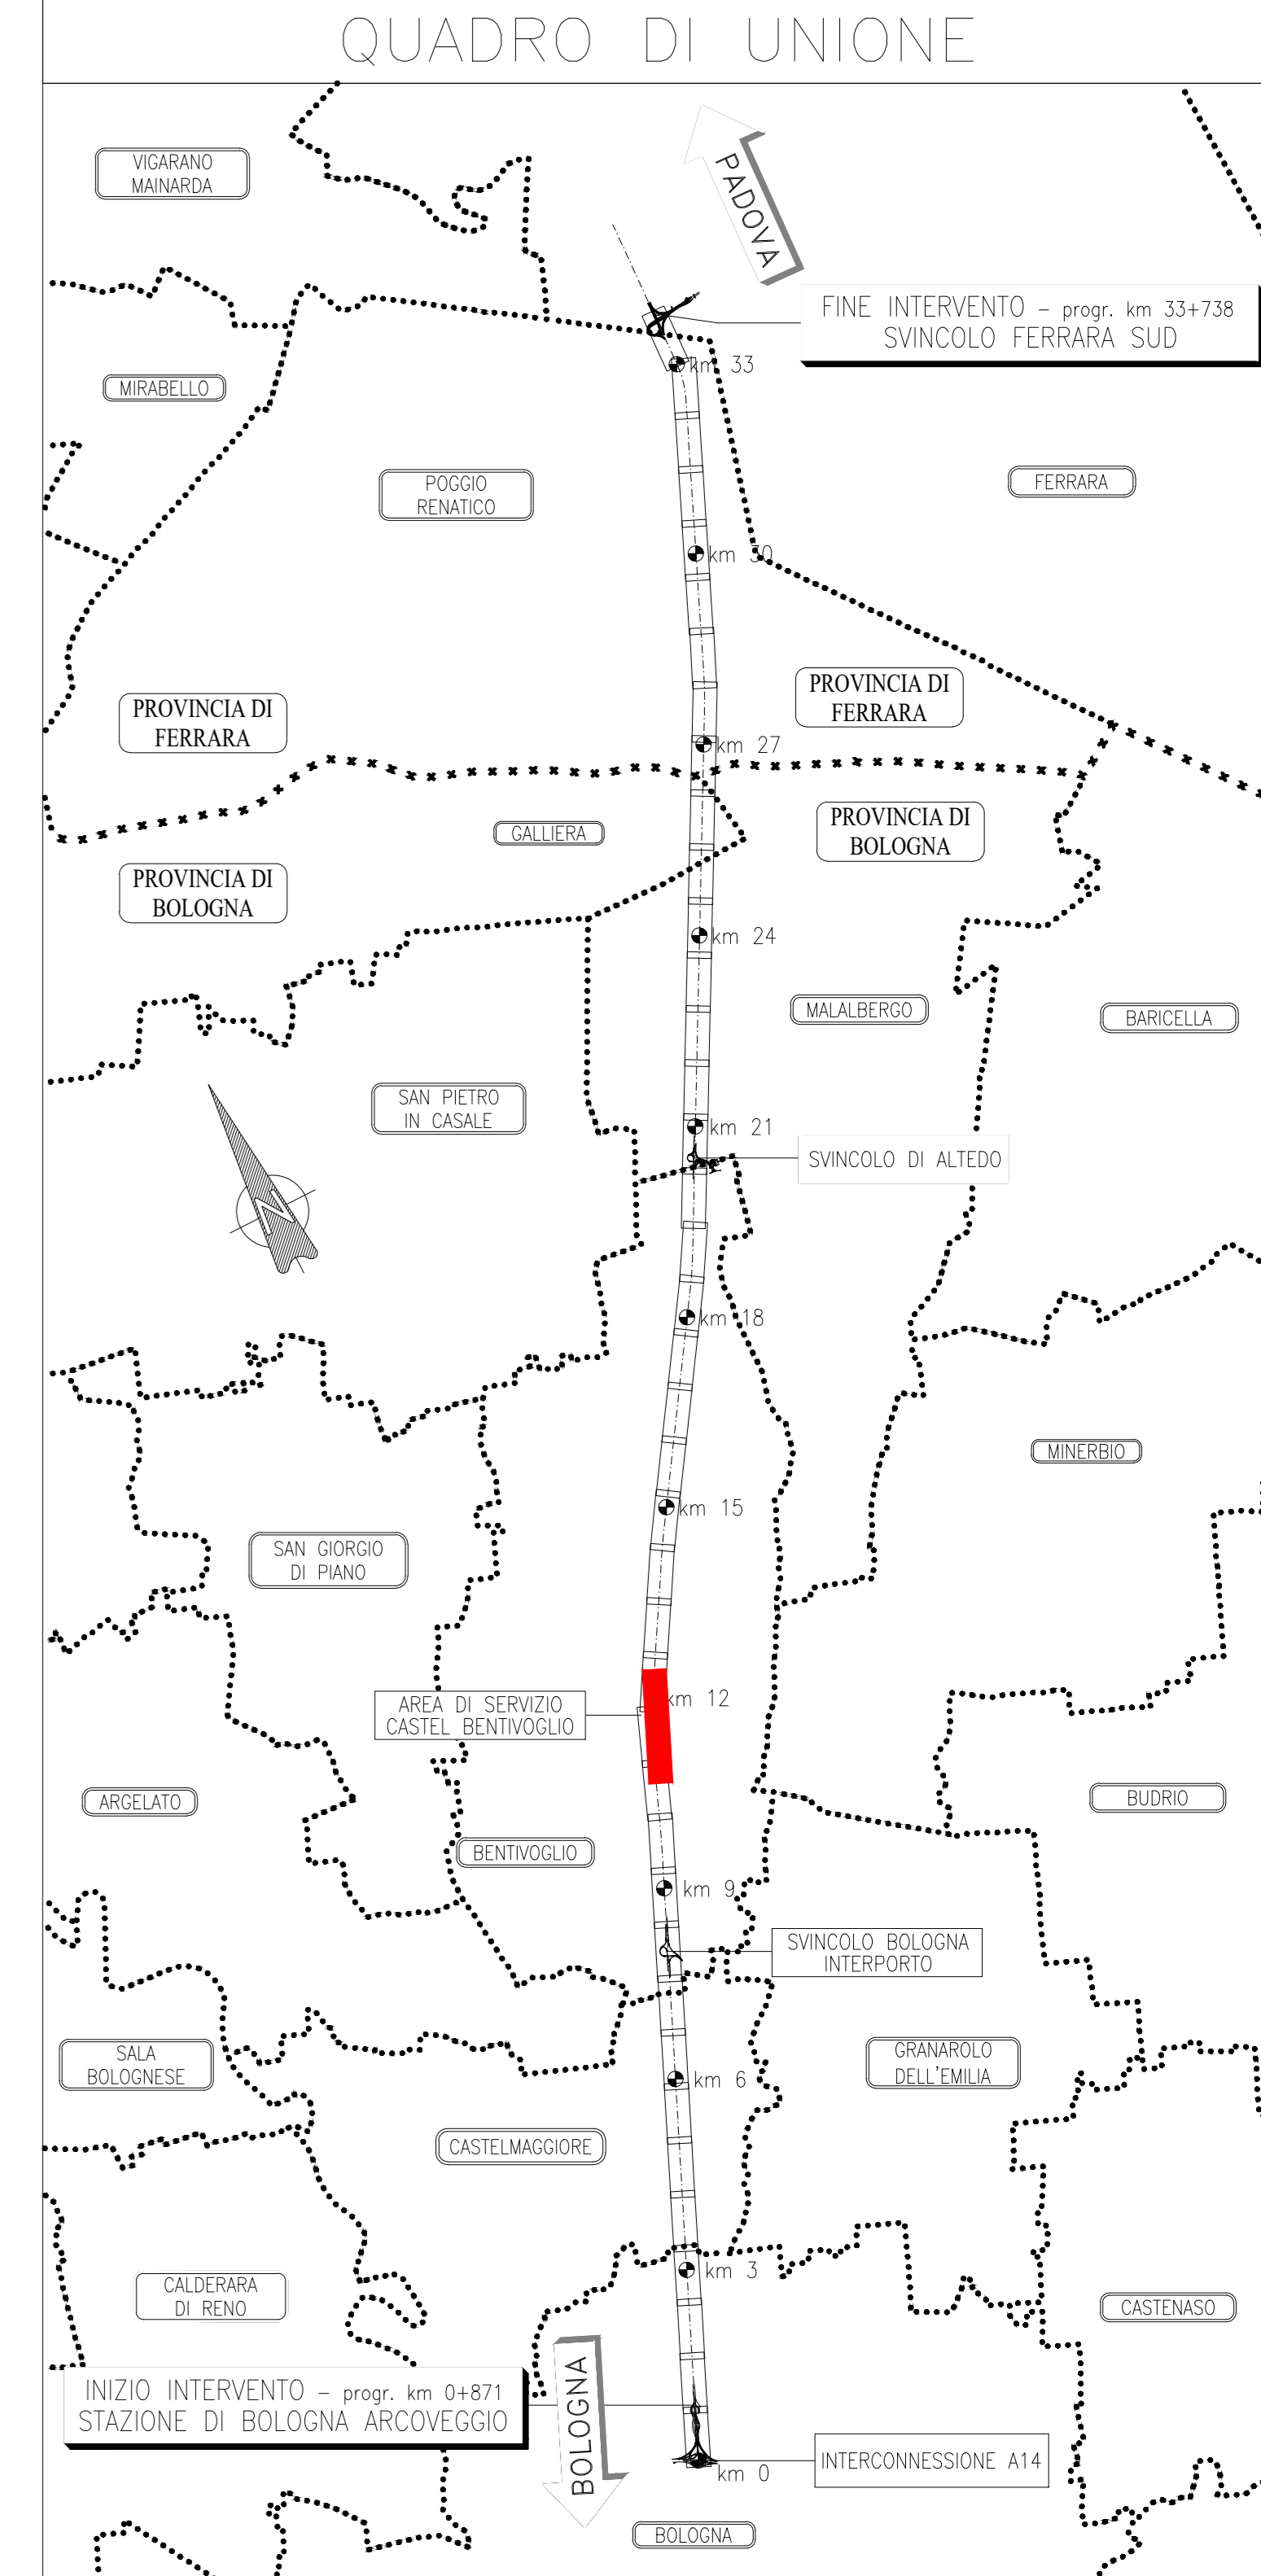 QUADRO DI UNIONE
VIGARANO
MAINARDA
PADOVA
FINE INTERVENTO – progr. km 33+738
SVINCOLO FERRARA SUD
km 33
MIRABELLO
POGGIO
RENATICO
FERRARA
km 30
PROVINCIA DI
FERRARA
PROVINCIA DI
FERRARA
km 27
GALLIERA
PROVINCIA DI
BOLOGNA
PROVINCIA DI
BOLOGNA
km 24
MALALBERGO
BARICELLA
SAN PIETRO
IN CASALE
km 21
SVINCOLO DI ALTEDO
N
km 18
MINERBIO
km 15
SAN GIORGIO
DI PIANO
km 12
AREA DI SERVIZIO
CASTEL BENTIVOGLIO
ARGELATO
BUDRIO
BENTIVOGLIO
km 9
SVINCOLO BOLOGNA
INTERPORTO
SALA
BOLOGNESE
GRANAROLO
DELL'EMILIA
km 6
CASTELMAGGIORE
km 3
CALDERARA
DI RENO
CASTENASO
INIZIO INTERVENTO – progr. km 0+871
STAZIONE DI BOLOGNA ARCOVEGGIO
BOLOGNA
INTERCONNESSIONE A14
km 0
BOLOGNA